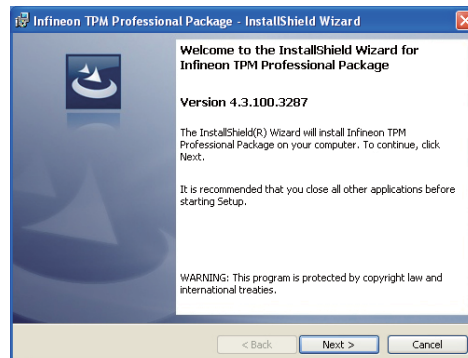 Infineon TPM Professional Package - InstallShield Wizard
Welcome to the InstallShield Wizard for
Infineon TPM Professional Package
Version 4.3.100.3287
The InstallShield(R) Wizard will install Infineon TPM
Professional Package on your computer. To continue, click
Next.
It is recommended that you close all other applications before
starting Setup.
WARNING: This program is protected by copyright law and
international treaties.
< Back Next > Cancel